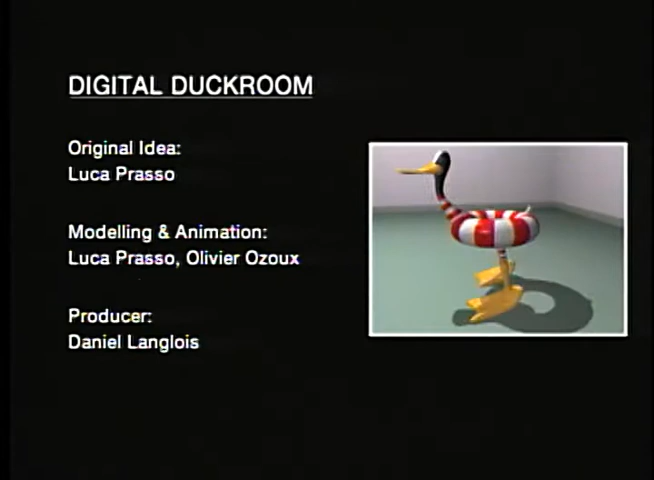 DIGITAL DUCKROOM
Original Idea:
Luca Prasso
Modelling & Animation:
Luca Prasso, Olivier Ozoux
Producer:
Daniel Langlois